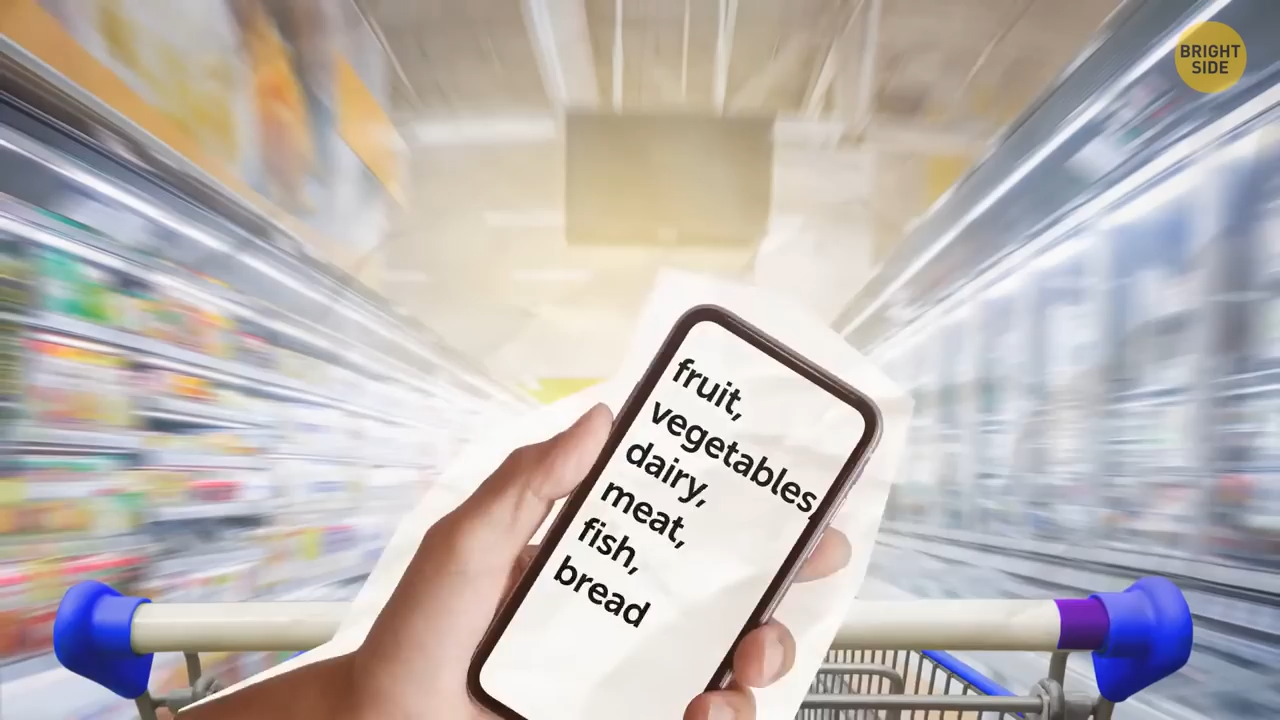 BRIGHT
SIDE
fruit,
vegetables,
dairy,
meat,
fish,
bread